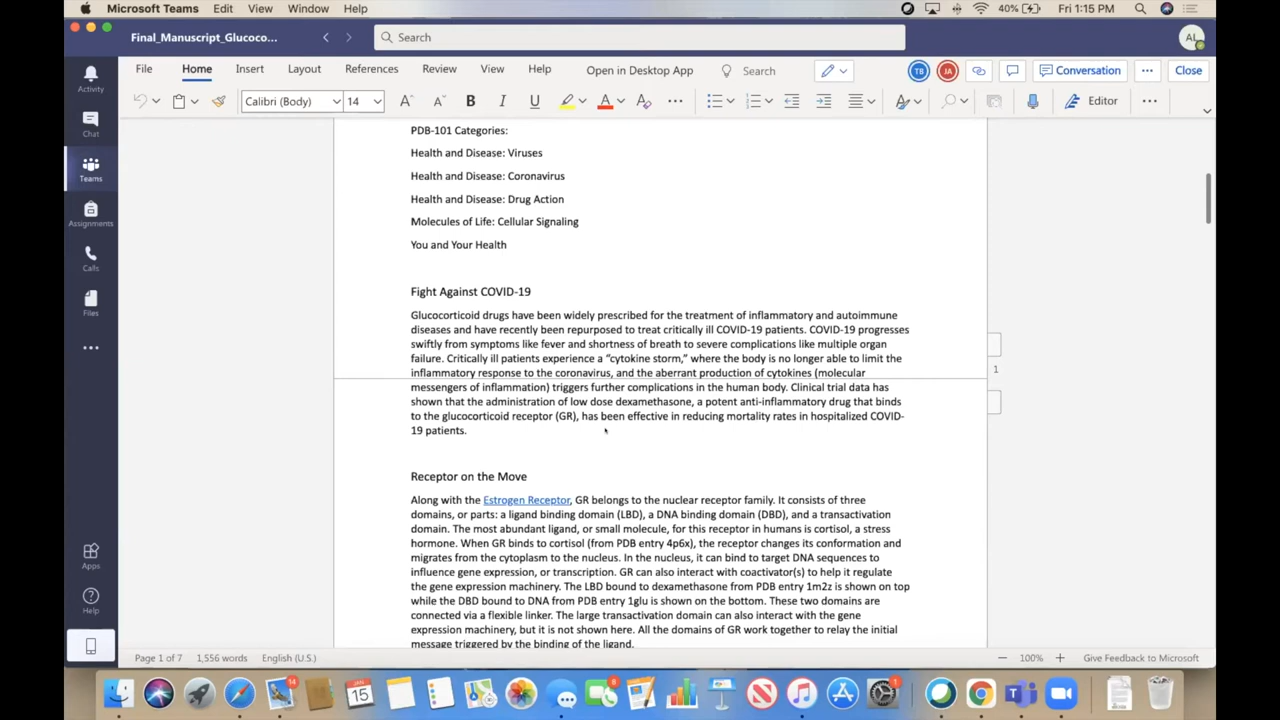 Microsoft Teams Edit View Window Help
40% Fri 1:15 PM
Final_Manuscript_Glucoco...
Search
AL
File Home Insert Layout References Review View Help Open in Desktop App Search
TB JA Conversation ... Close
Calibri (Body) 14 A A B I U A A ... Editor ...
Activity
Chat
Teams
Assignments
Calls
Files
Apps
Help
PDB-101 Categories:
Health and Disease: Viruses
Health and Disease: Coronavirus
Health and Disease: Drug Action
Molecules of Life: Cellular Signaling
You and Your Health
Fight Against COVID-19
Glucocorticoid drugs have been widely prescribed for the treatment of inflammatory and autoimmune
diseases and have recently been repurposed to treat critically ill COVID-19 patients. COVID-19 progresses
swiftly from symptoms like fever and shortness of breath to severe complications like multiple organ
failure. Critically ill patients experience a “cytokine storm,” where the body is no longer able to limit the
inflammatory response to the coronavirus, and the aberrant production of cytokines (molecular
messengers of inflammation) triggers further complications in the human body. Clinical trial data has
shown that the administration of low dose dexamethasone, a potent anti-inflammatory drug that binds
to the glucocorticoid receptor (GR), has been effective in reducing mortality rates in hospitalized COVID-
19 patients.
1
Receptor on the Move
Along with the Estrogen Receptor, GR belongs to the nuclear receptor family. It consists of three
domains, or parts: a ligand binding domain (LBD), a DNA binding domain (DBD), and a transactivation
domain. The most abundant ligand, or small molecule, for this receptor in humans is cortisol, a stress
hormone. When GR binds to cortisol (from PDB entry 4p6x), the receptor changes its conformation and
migrates from the cytoplasm to the nucleus. In the nucleus, it can bind to target DNA sequences to
influence gene expression, or transcription. GR can also interact with coactivator(s) to help it regulate
the gene expression machinery. The LBD bound to dexamethasone from PDB entry 1m2z is shown on top
while the DBD bound to DNA from PDB entry 1glu is shown on the bottom. These two domains are
connected via a flexible linker. The large transactivation domain can also interact with the gene
expression machinery, but it is not shown here. All the domains of GR work together to relay the initial
message triggered by the binding of the ligand.
Page 1 of 7 1,556 words English (U.S.) 100% Give Feedback to Microsoft
14 JAN 15 8 1